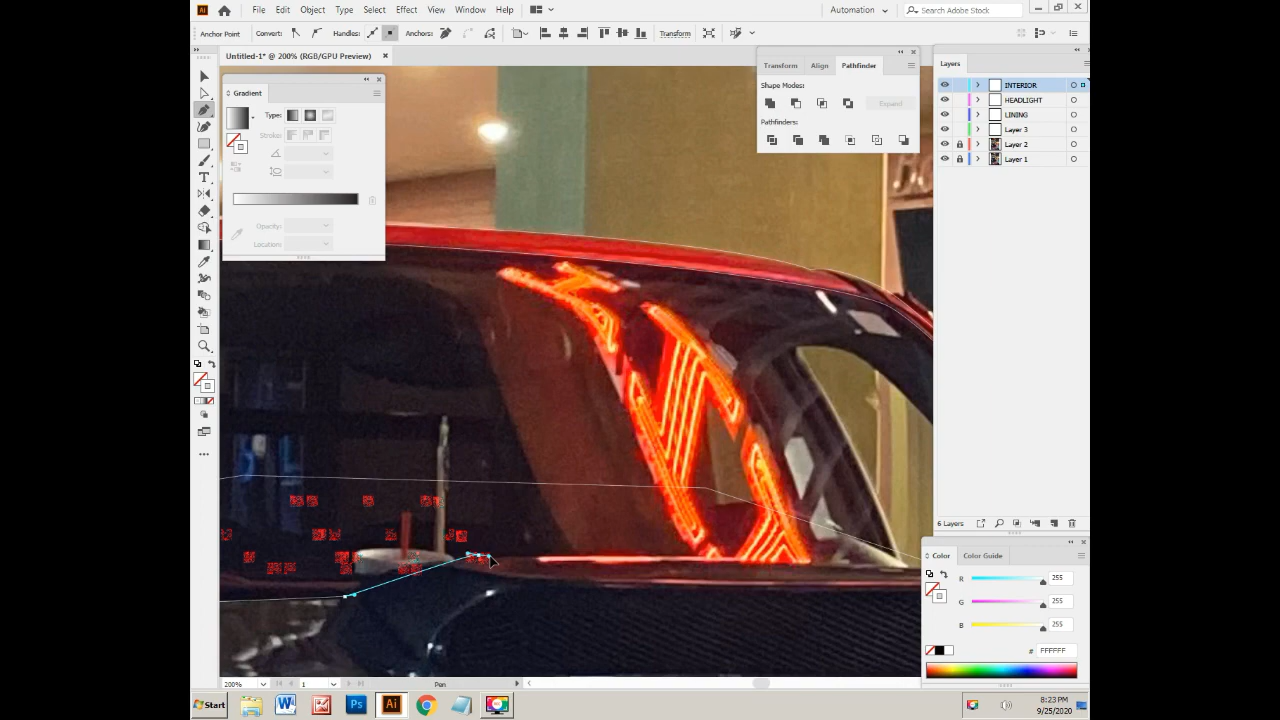 Ai File Edit Object Type Select Effect View Window Help Automation Search Adobe Stock
Anchor Point Convert: Handles: Anchors: Transform
Untitled-1* @ 200% (RGB/GPU Preview)
Gradient
Type:
Stroke:
Opacity:
Location:
Transform Align Pathfinder
Shape Modes:
Expand
Pathfinders:
Layers
INTERIOR
HEADLIGHT
LINING
Layer 3
Layer 2
Layer 1
6 Layers
Color Color Guide
R 255
G 255
B 255
# FFFFFF
200% 1 Pen
Start W Ps Ai
8:23 PM
9/25/2020